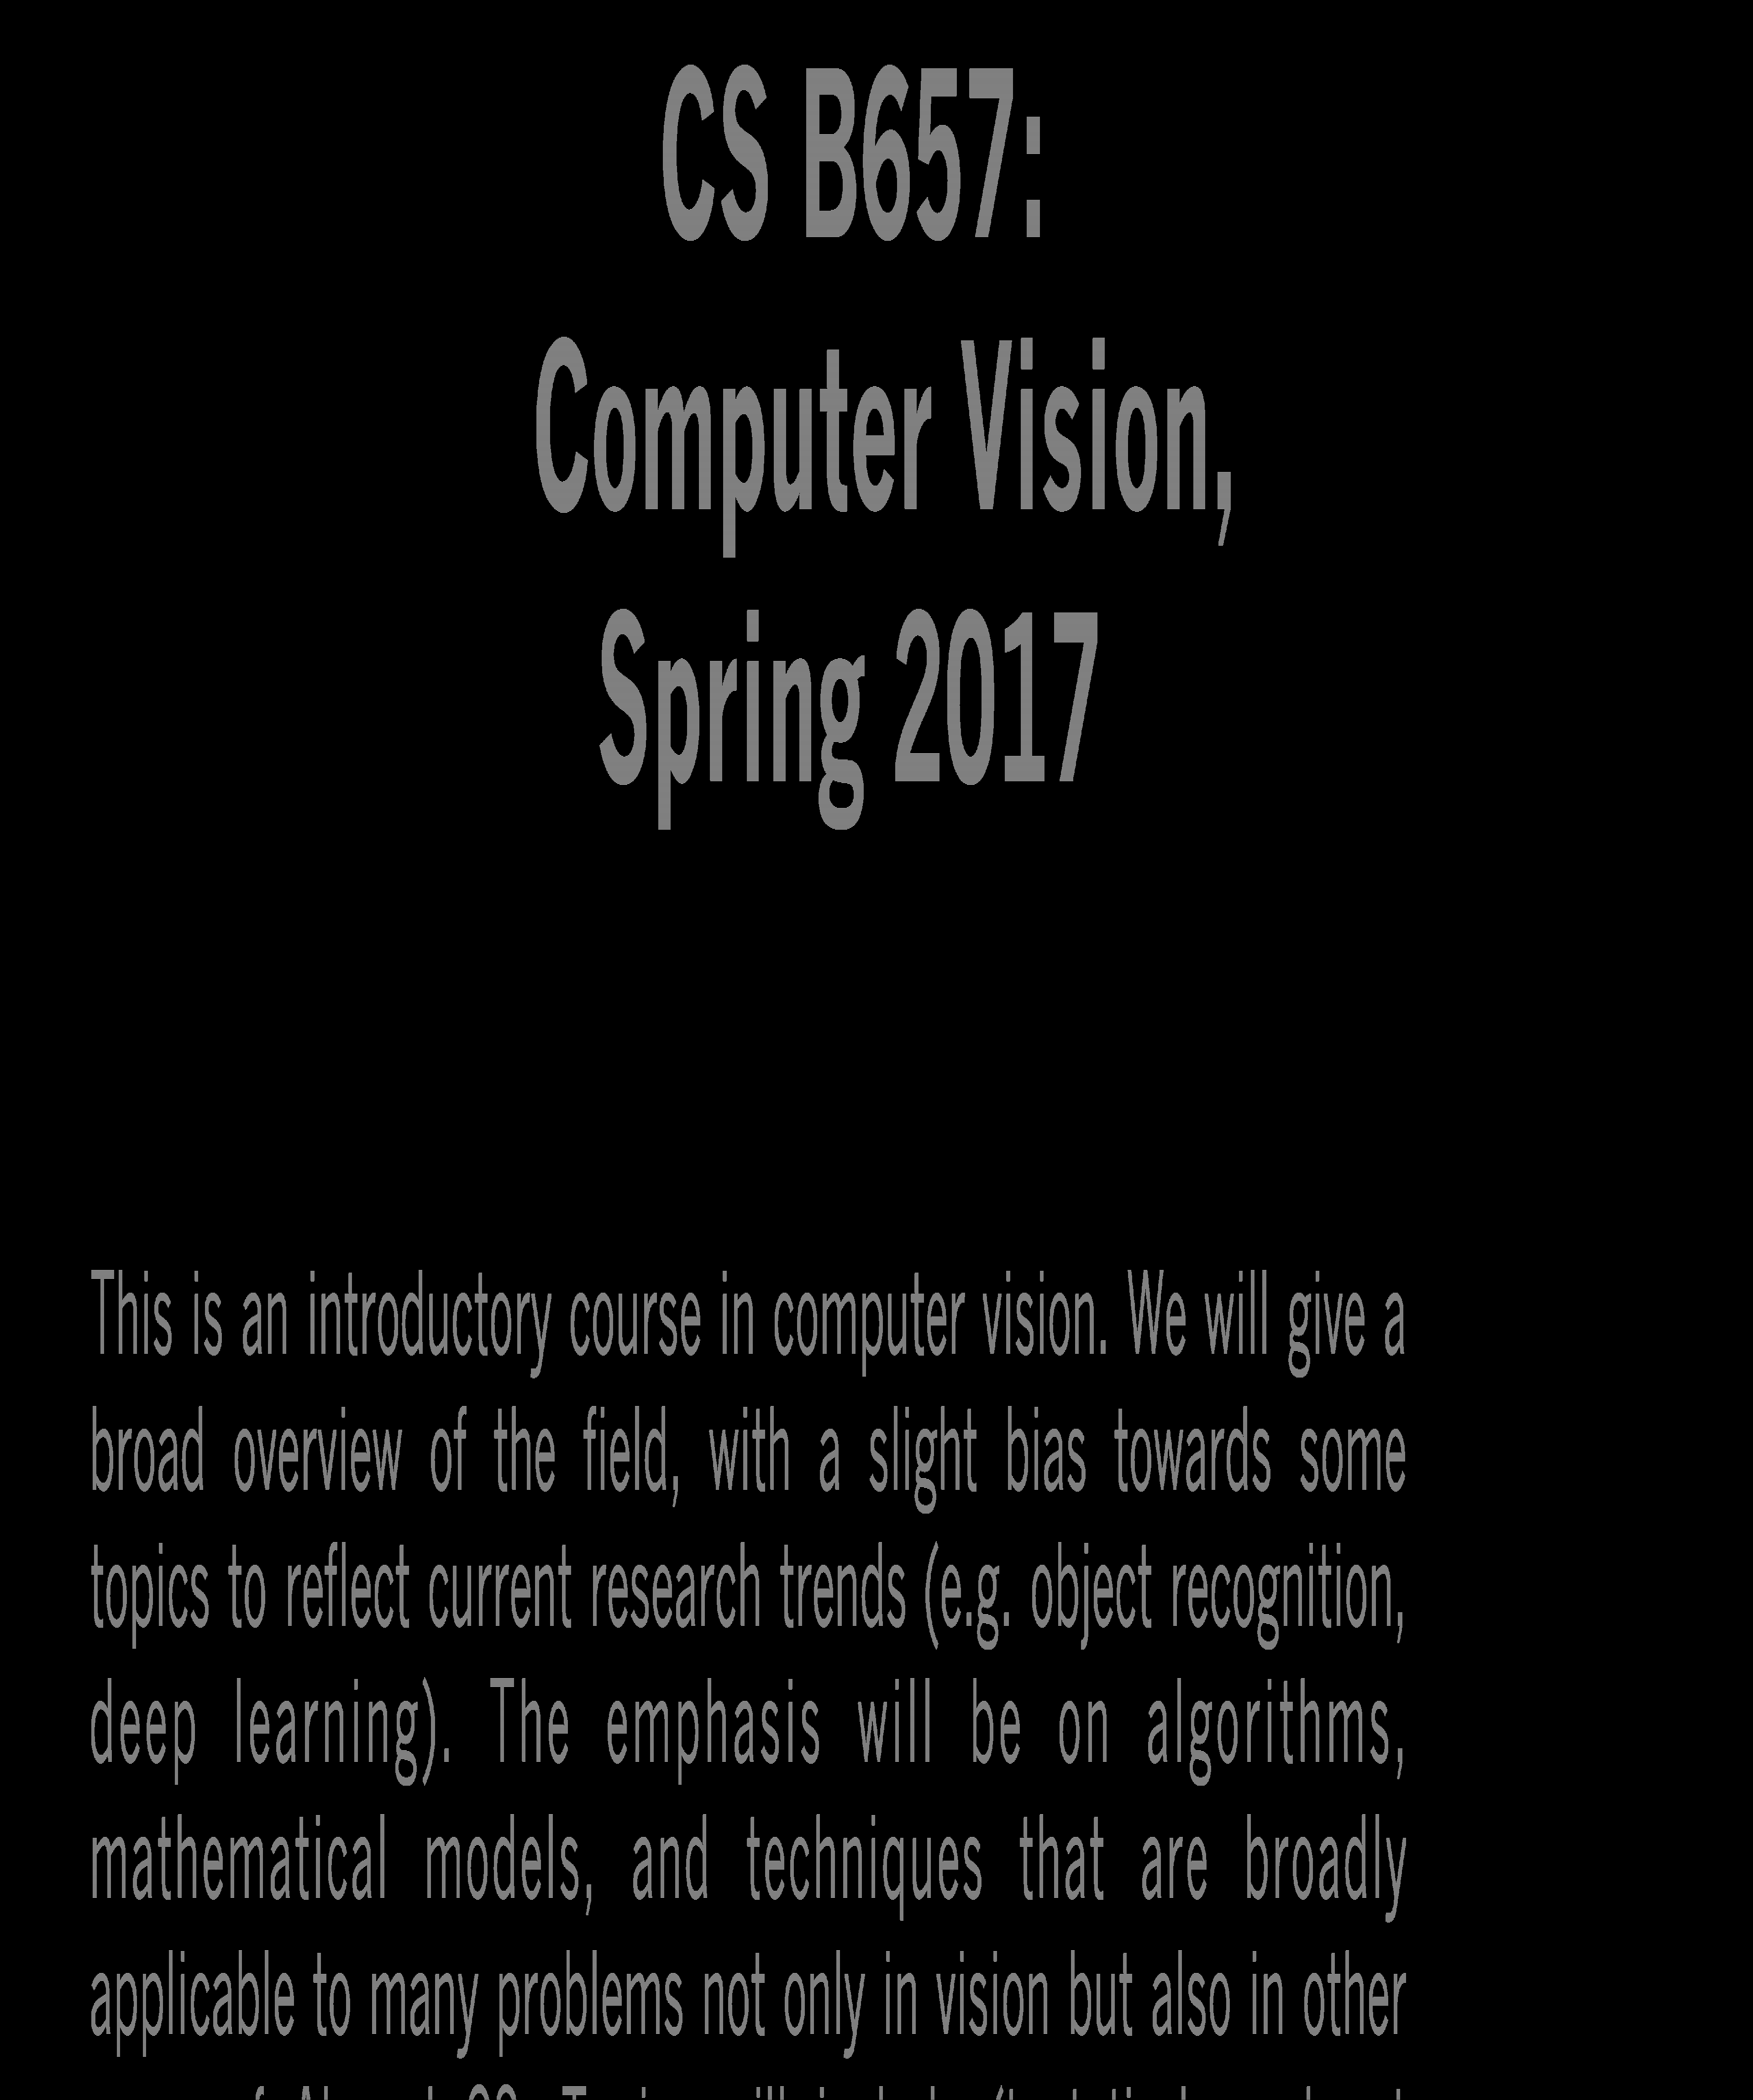 CS B657:
Computer Vision,
Spring 2017
This is an introductory course in computer vision. We will give a
broad overview of the field, with a slight bias towards some
topics to reflect current research trends (e.g. object recognition,
deep learning). The emphasis will be on algorithms,
mathematical models, and techniques that are broadly
applicable to many problems not only in vision but also in other